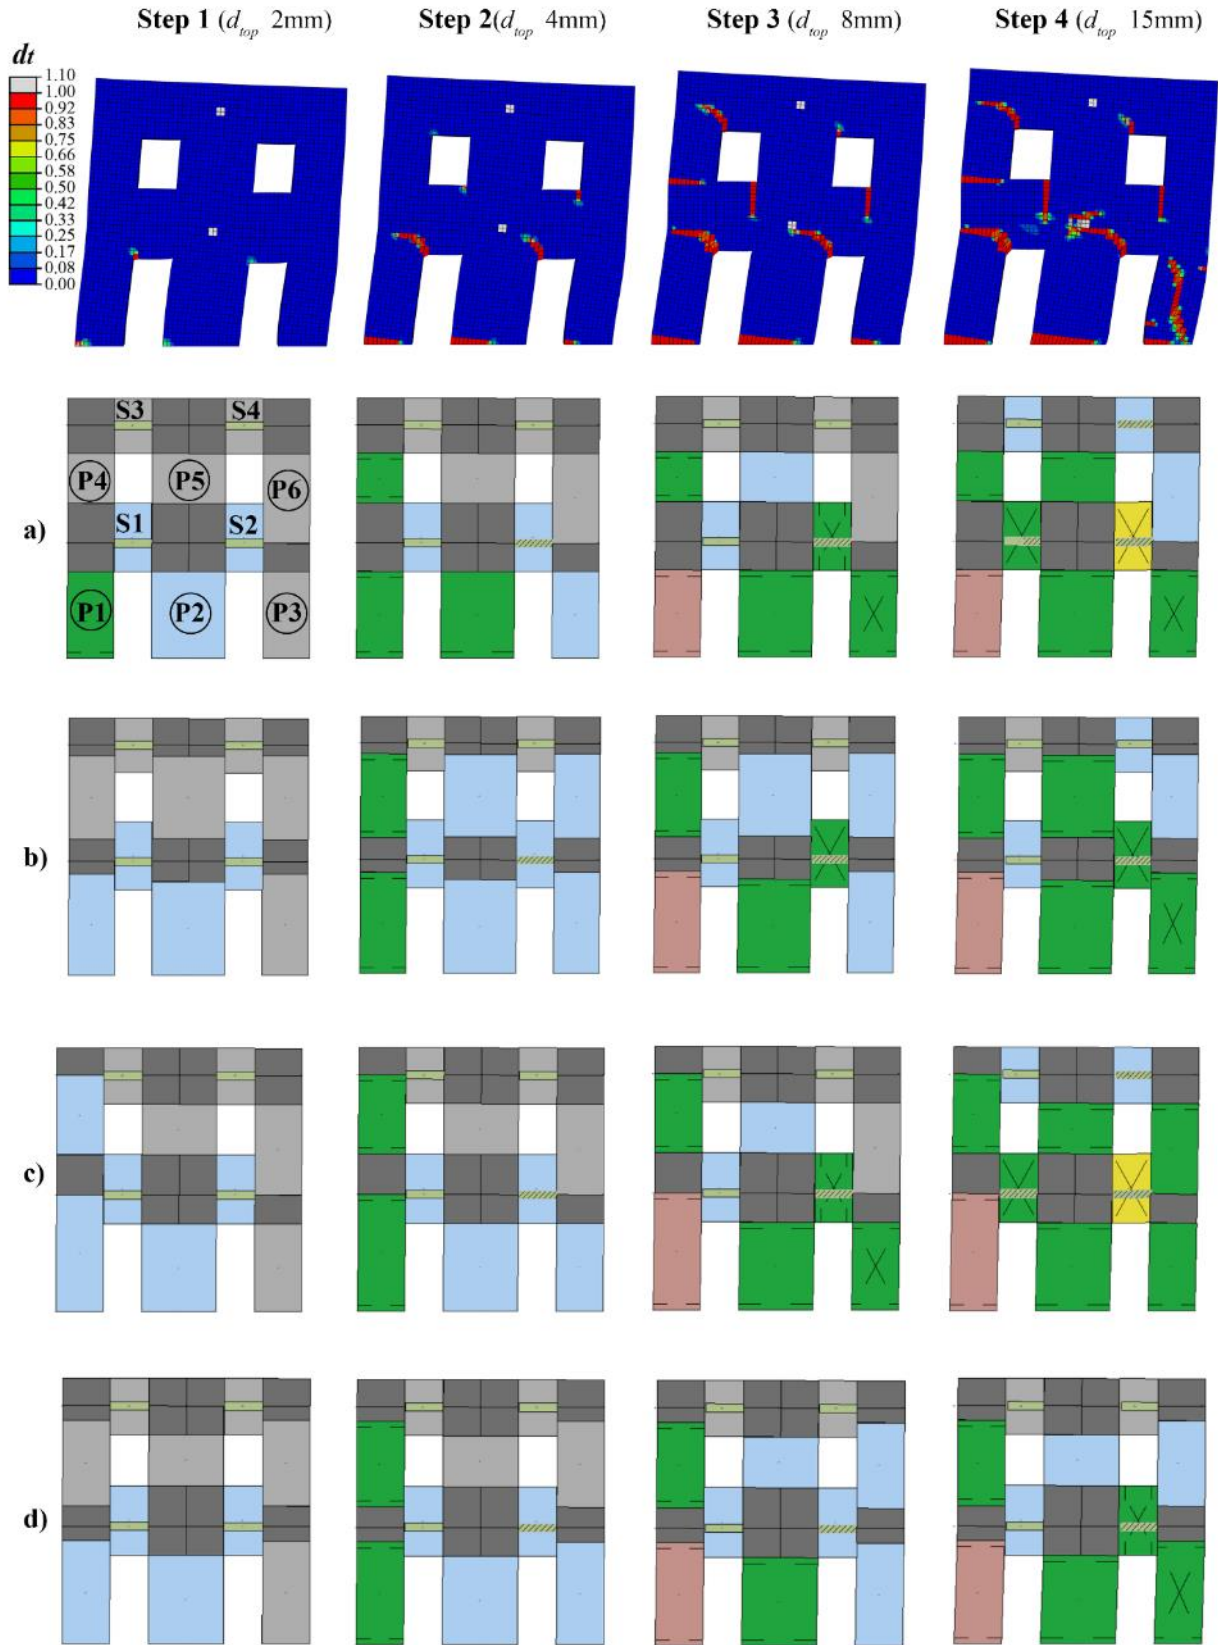 Step 1 (dtop 2mm)
Step 2(dtop 4mm)
Step 3 (dtop 8mm)
Step 4 (dtop 15mm)
dt
1.10
1.00
0.92
0.83
0.75
0.66
0.58
0.50
0.42
0.33
0.25
0.17
0.08
0.00
S3 S4
P4 P5 P6
S1 S2
P1 P2 P3
a)
b)
c)
d)